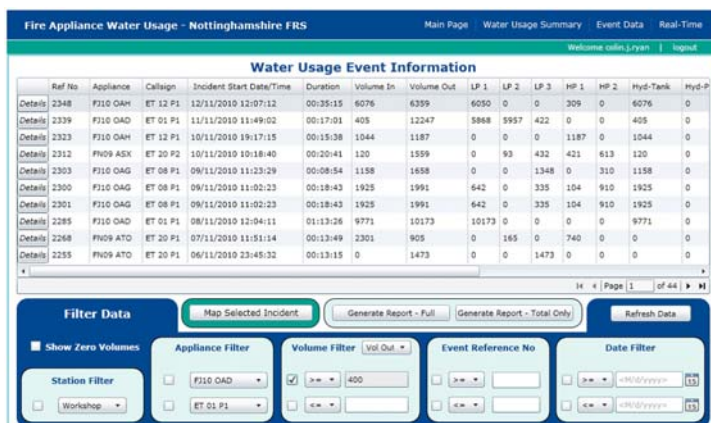 Fire Appliance Water Usage - Nottinghamshire FRS Main Page Water Usage Summary Event Data Real-Time
Welcome colin.j.ryan | logout
Water Usage Event Information
Ref No Appliance Callsign Incident Start Date/Time Duration Volume In Volume Out LP 1 LP 2 LP 3 HP 1 HP 2 Hyd-Tank Hyd-P
Details 2348 FJ10 OAH ET 12 P1 12/11/2010 12:07:12 00:35:15 6076 6359 6050 0 0 309 0 6076 0
Details 2339 FJ10 OAD ET 01 P1 11/11/2010 11:49:02 00:17:01 405 12247 5868 5957 422 0 0 405 0
Details 2323 FJ10 OAH ET 12 P1 10/11/2010 19:17:15 00:15:38 1044 1187 0 0 0 1187 0 1044 0
Details 2312 FN09 ASX ET 20 P2 10/11/2010 10:18:40 00:20:41 120 1559 0 93 432 421 613 120 0
Details 2303 FJ10 OAG ET 08 P1 09/11/2010 11:23:29 00:08:54 1158 1658 0 0 1348 0 310 1158 0
Details 2300 FJ10 OAG ET 08 P1 09/11/2010 11:02:23 00:18:43 1925 1991 642 0 335 104 910 1925 0
Details 2301 FJ10 OAG ET 08 P1 09/11/2010 11:02:23 00:18:43 1925 1991 642 0 335 104 910 1925 0
Details 2285 FJ10 OAD ET 01 P1 08/11/2010 12:04:11 01:13:26 9771 10173 10173 0 0 0 0 9771 0
Details 2268 FN09 ATO ET 20 P1 07/11/2010 11:51:14 00:13:49 2301 905 0 165 0 740 0 0 0
Details 2255 FN09 ATO ET 20 P1 06/11/2010 23:45:32 00:13:15 0 1473 0 0 1473 0 0 0 0
Page 1 of 44
Filter Data Map Selected Incident Generate Report - Full Generate Report - Total Only Refresh Data
Show Zero Volumes Appliance Filter Volume Filter Vol Out Event Reference No Date Filter
Station Filter
FJ10 OAD >= 400 >= >= <M/d/yyyy> 15
Workshop ET 01 P1 <= <= <= <M/d/yyyy> 15